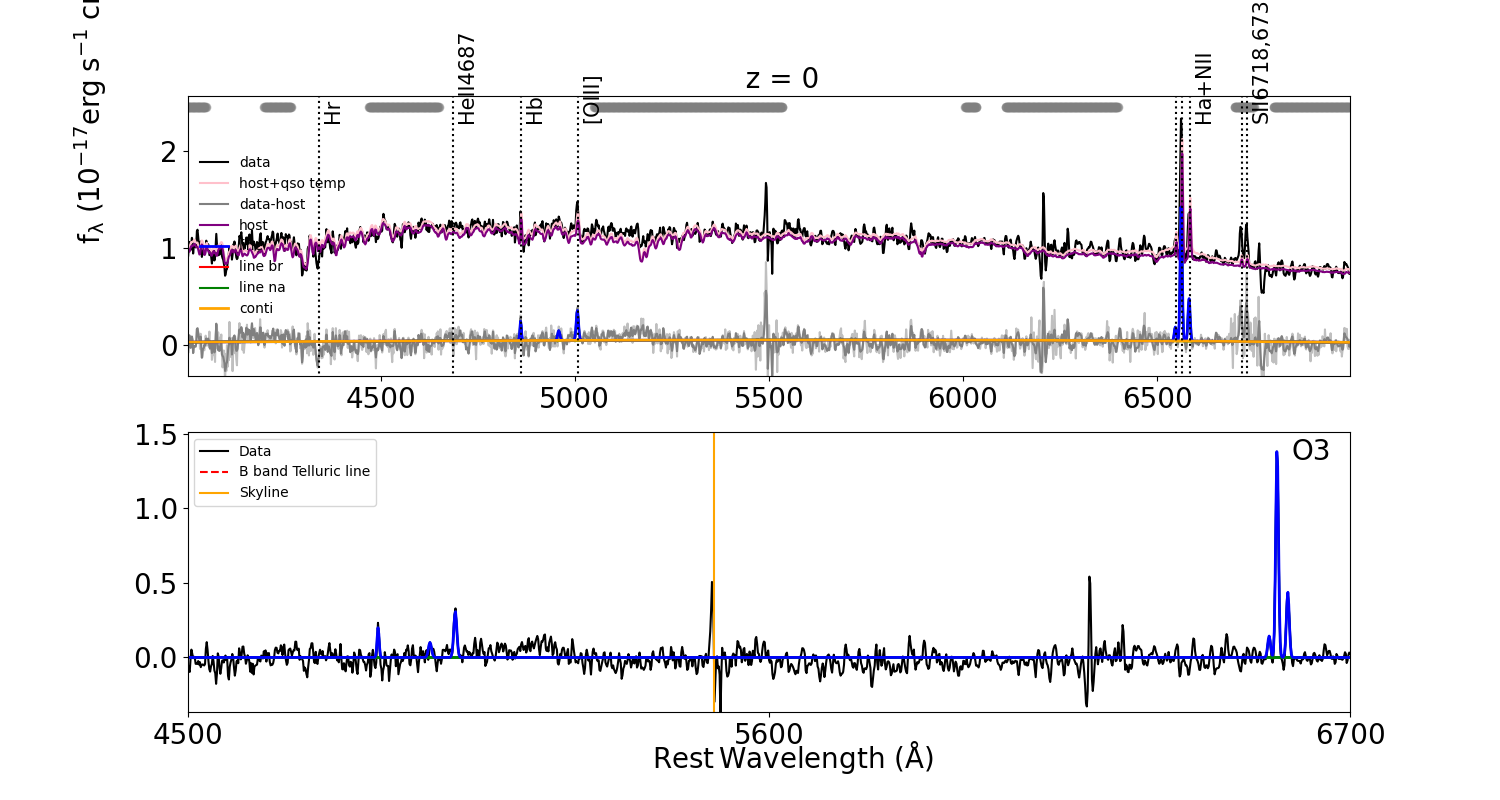 z = 0
f_λ (10^−17 erg s^−1
Hr
HeII4687
Hb
[OIII]
Ha+NII
SII6718,673
2
1
0
data
host+qso temp
data-host
host
line br
line na
conti
4500
5000
5500
6000
6500
1.5
1.0
0.5
0.0
Data
B band Telluric line
Skyline
O3
4500
5600
6700
Rest Wavelength (Å)